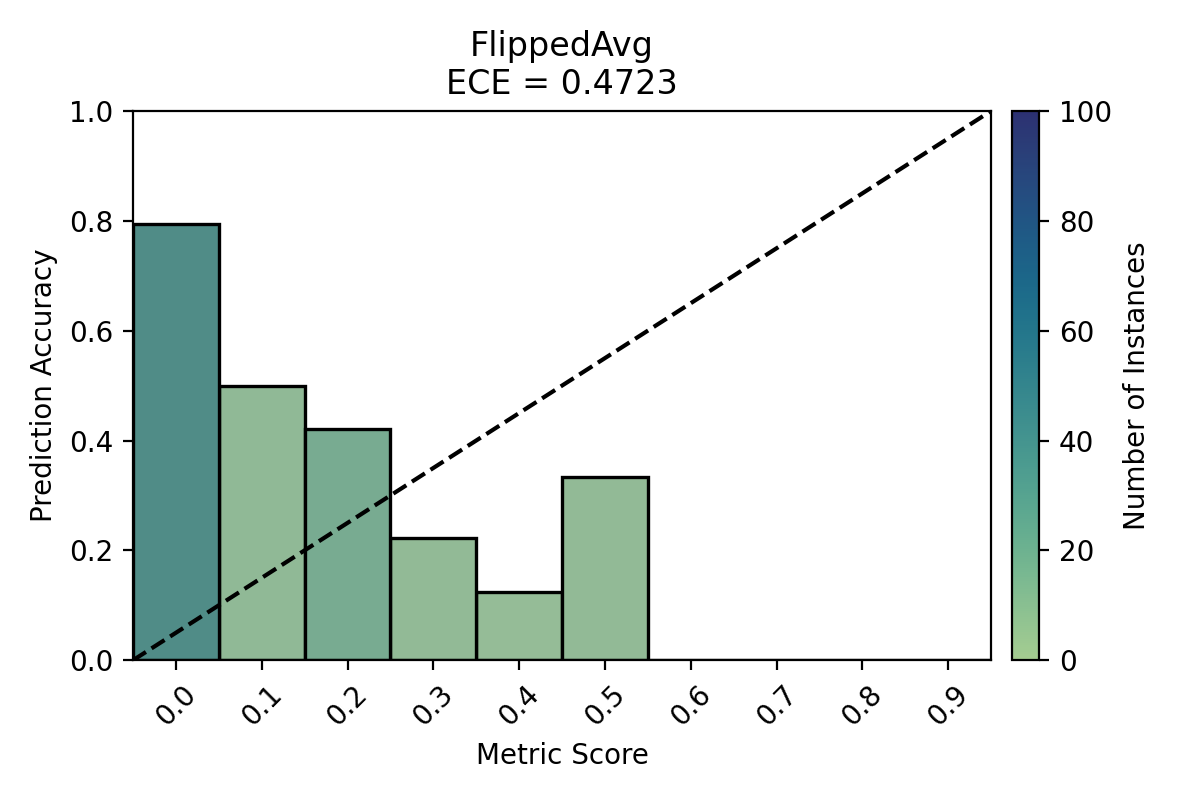 FlippedAvg
ECE = 0.4723
1.0
0.8
0.6
0.4
0.2
0.0
Prediction Accuracy
0.0 0.1 0.2 0.3 0.4 0.5 0.6 0.7 0.8 0.9
Metric Score
100
80
60
40
20
0
Number of Instances